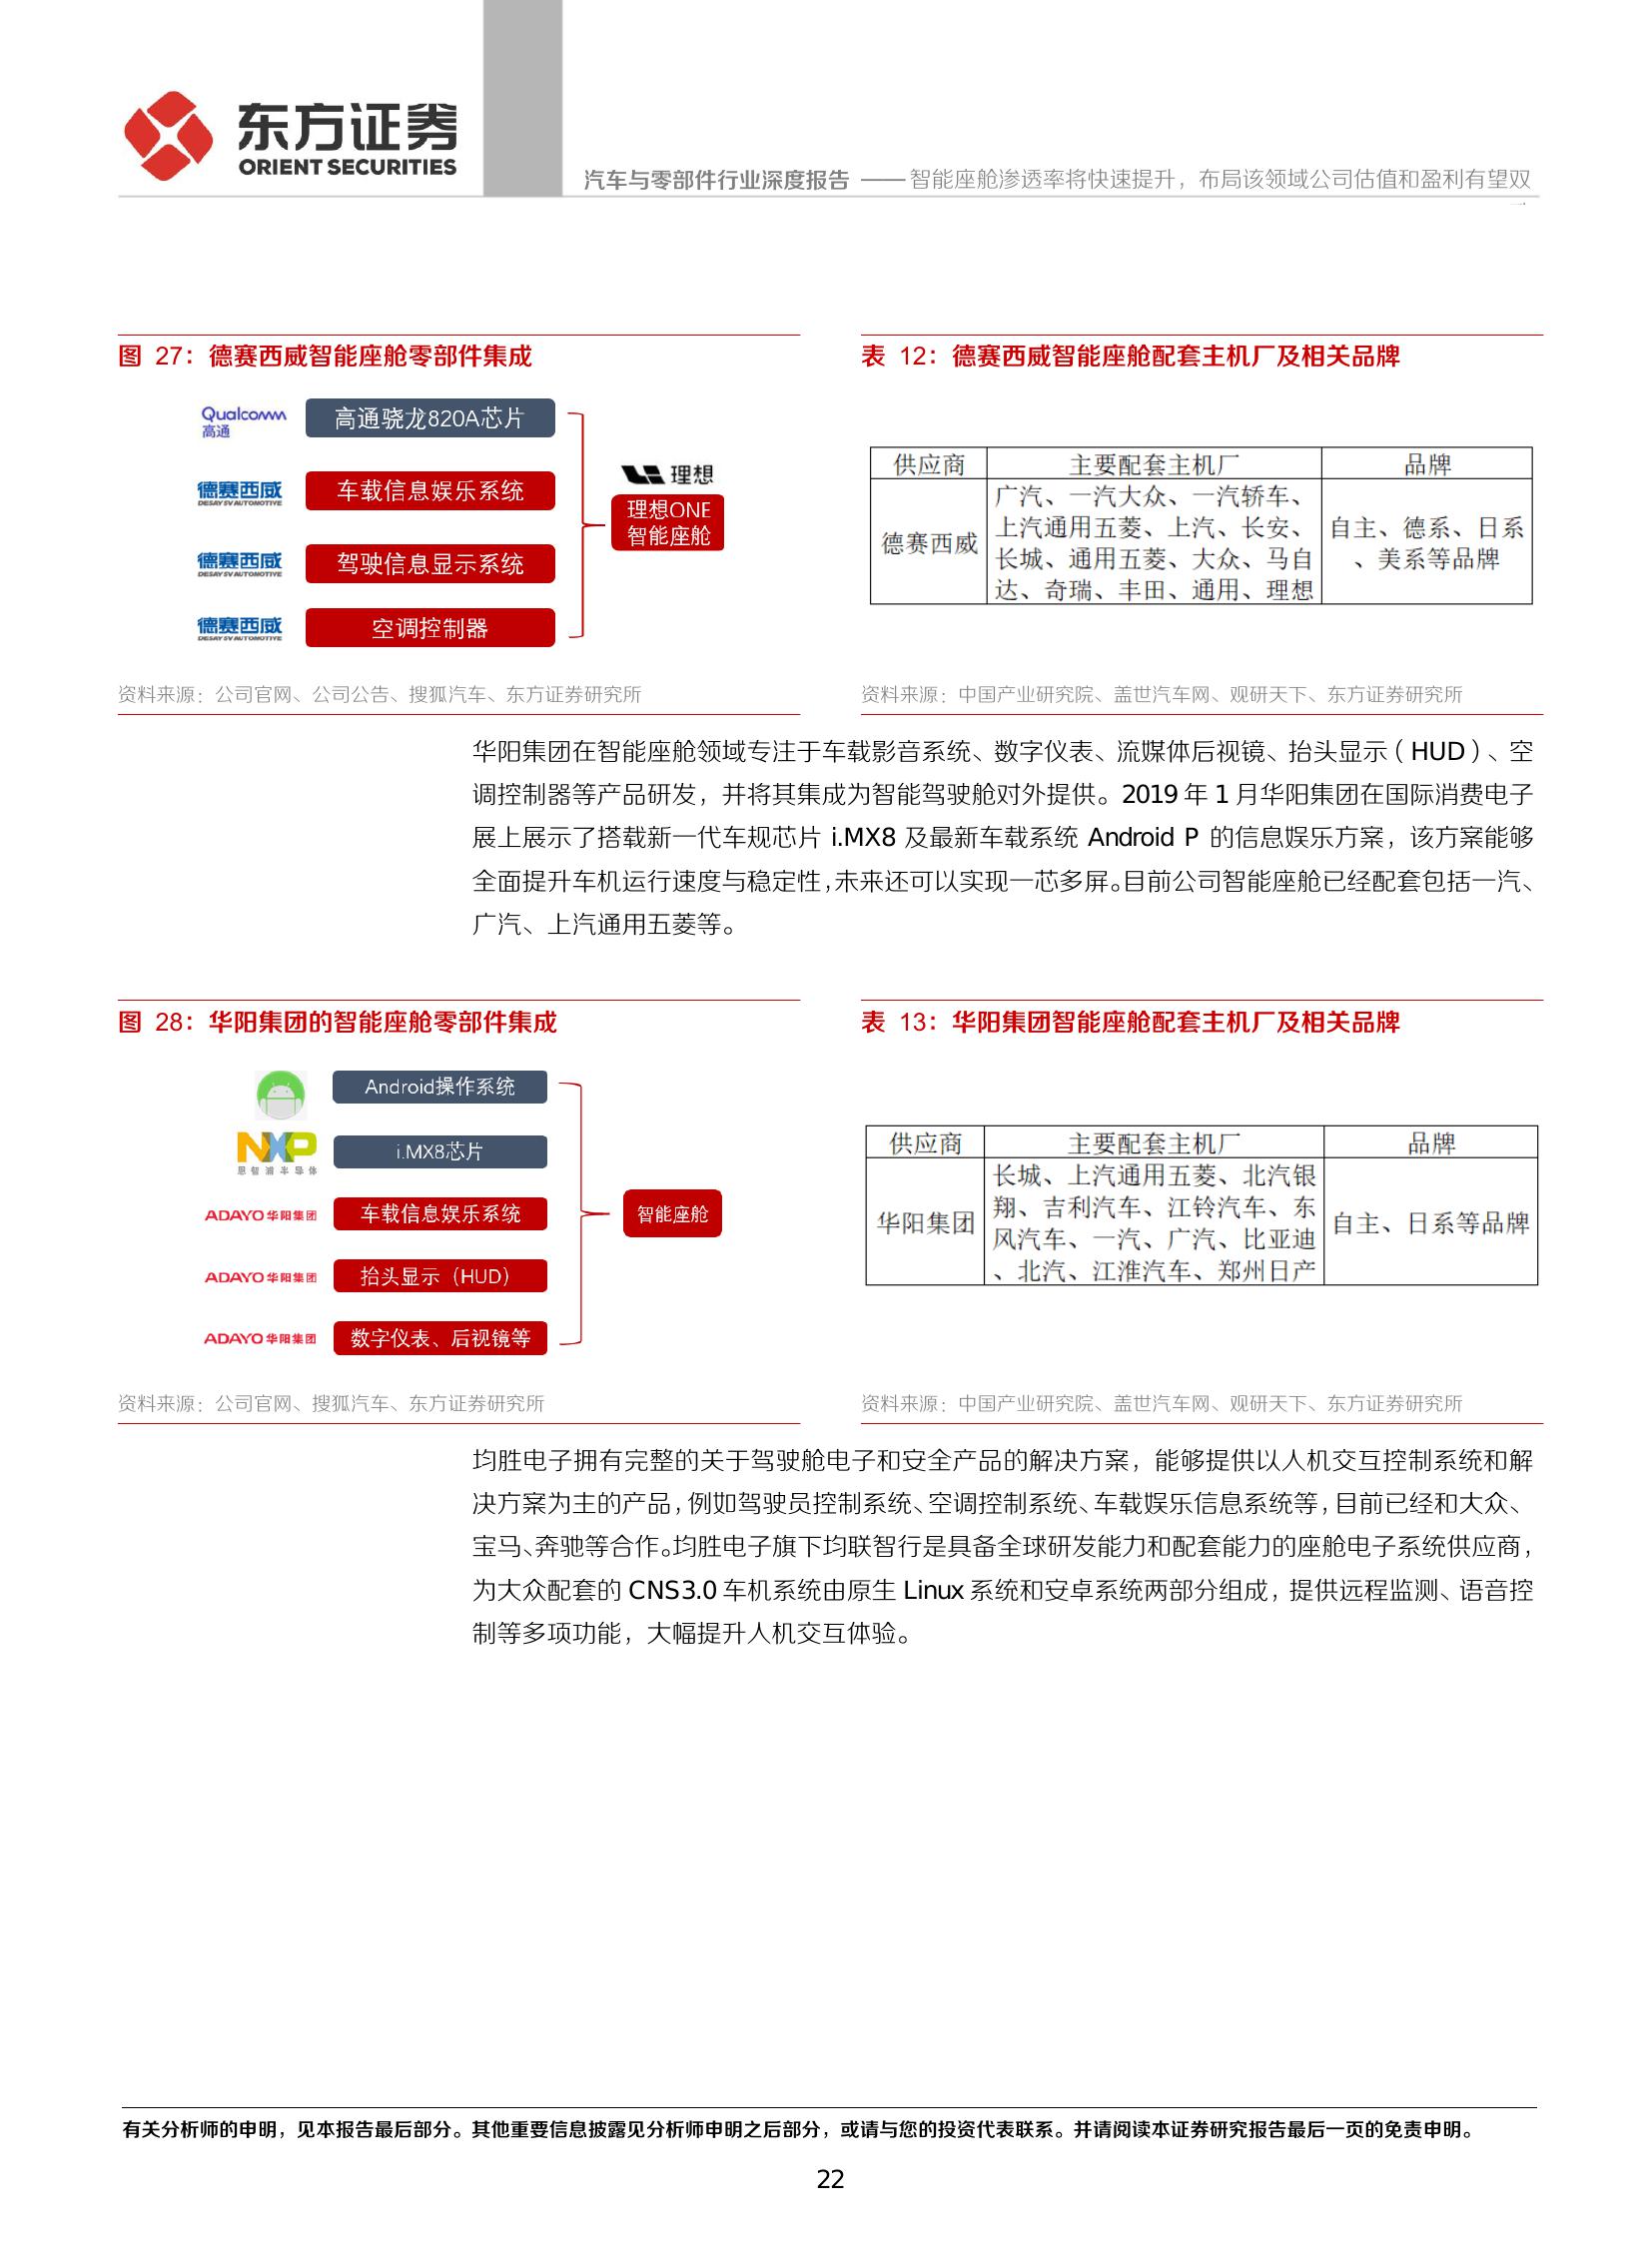 东方证券
ORIENT SECURITIES
汽车与零部件行业深度报告 —— 智能座舱渗透率将快速提升，布局该领域公司估值和盈利有望双
图 27：德赛西威智能座舱零部件集成
Qualcomm
高通
高通骁龙820A芯片
德赛西威
DESAY SV AUTOMOTIVE
车载信息娱乐系统
德赛西威
DESAY SV AUTOMOTIVE
驾驶信息显示系统
德赛西威
DESAY SV AUTOMOTIVE
空调控制器
理想
理想ONE
智能座舱
资料来源：公司官网、公司公告、搜狐汽车、东方证券研究所
表 12：德赛西威智能座舱配套主机厂及相关品牌
供应商 主要配套主机厂 品牌
德赛西威
广汽、一汽大众、一汽轿车、
上汽通用五菱、上汽、长安、
长城、通用五菱、大众、马自
达、奇瑞、丰田、通用、理想
自主、德系、日系
、美系等品牌
资料来源：中国产业研究院、盖世汽车网、观研天下、东方证券研究所
华阳集团在智能座舱领域专注于车载影音系统、数字仪表、流媒体后视镜、抬头显示（HUD）、空
调控制器等产品研发，并将其集成为智能驾驶舱对外提供。2019 年 1 月华阳集团在国际消费电子
展上展示了搭载新一代车规芯片 i.MX8 及最新车载系统 Android P 的信息娱乐方案，该方案能够
全面提升车机运行速度与稳定性，未来还可以实现一芯多屏。目前公司智能座舱已经配套包括一汽、
广汽、上汽通用五菱等。
图 28：华阳集团的智能座舱零部件集成
Android操作系统
NXP
恩智浦半导体
i.MX8芯片
ADAYO 华阳集团
车载信息娱乐系统
ADAYO 华阳集团
抬头显示（HUD）
ADAYO 华阳集团
数字仪表、后视镜等
智能座舱
资料来源：公司官网、搜狐汽车、东方证券研究所
表 13：华阳集团智能座舱配套主机厂及相关品牌
供应商 主要配套主机厂 品牌
华阳集团
长城、上汽通用五菱、北汽银
翔、吉利汽车、江铃汽车、东
风汽车、一汽、广汽、比亚迪
、北汽、江淮汽车、郑州日产
自主、日系等品牌
资料来源：中国产业研究院、盖世汽车网、观研天下、东方证券研究所
均胜电子拥有完整的关于驾驶舱电子和安全产品的解决方案，能够提供以人机交互控制系统和解
决方案为主的产品，例如驾驶员控制系统、空调控制系统、车载娱乐信息系统等，目前已经和大众、
宝马、奔驰等合作。均胜电子旗下均联智行是具备全球研发能力和配套能力的座舱电子系统供应商，
为大众配套的 CNS3.0 车机系统由原生 Linux 系统和安卓系统两部分组成，提供远程监测、语音控
制等多项功能，大幅提升人机交互体验。
有关分析师的申明，见本报告最后部分。其他重要信息披露见分析师申明之后部分，或请与您的投资代表联系。并请阅读本证券研究报告最后一页的免责申明。
22